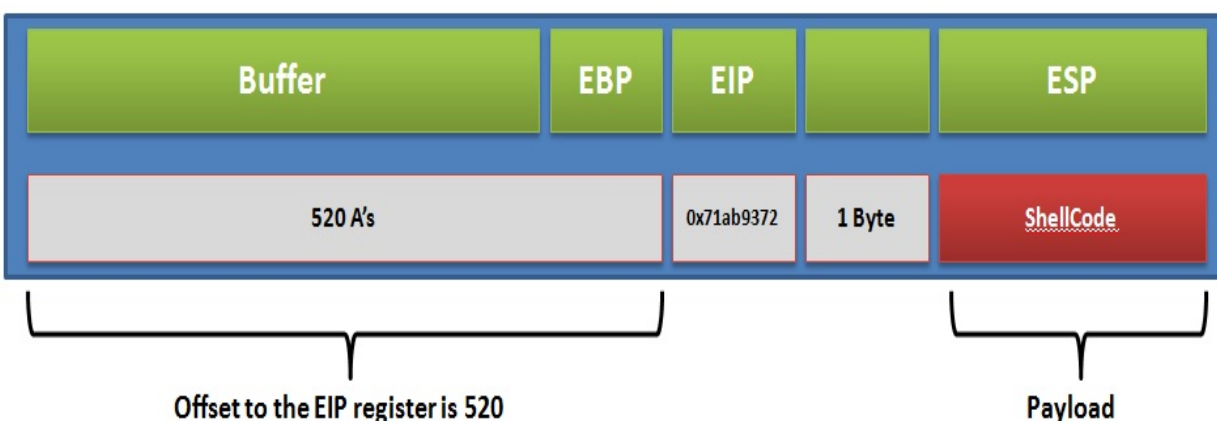 Buffer EBP EIP ESP
520 A's 0x71ab9372 1 Byte ShellCode
Offset to the EIP register is 520 Payload